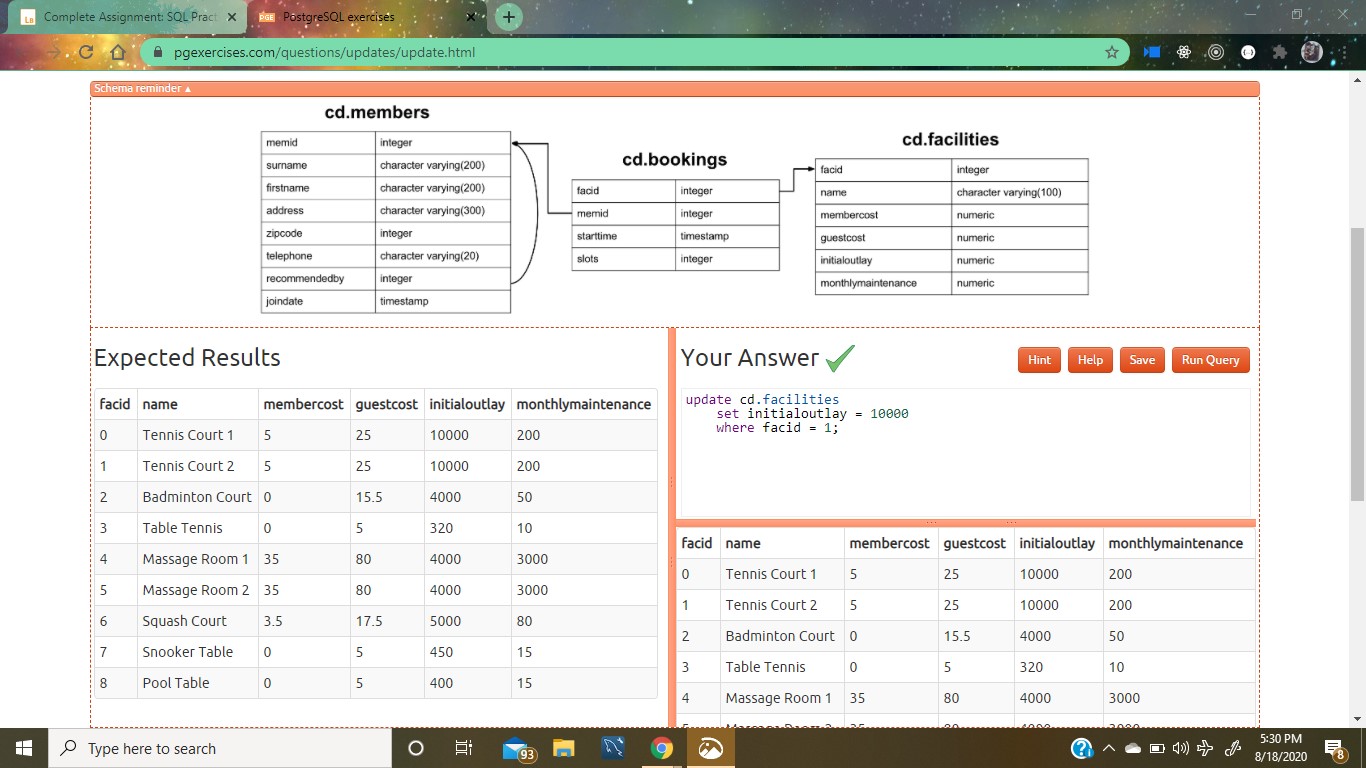 Complete Assignment: SQL Pract
PGE PostgreSQL exercises
pgexercises.com/questions/updates/update.html
Schema reminder ▲
cd.members
memid integer
surname character varying(200)
firstname character varying(200)
address character varying(300)
zipcode integer
telephone character varying(20)
recommendedby integer
joindate timestamp
cd.bookings
facid integer
memid integer
starttime timestamp
slots integer
cd.facilities
facid integer
name character varying(100)
membercost numeric
guestcost numeric
initialoutlay numeric
monthlymaintenance numeric
Expected Results
facid name membercost guestcost initialoutlay monthlymaintenance
0 Tennis Court 1 5 25 10000 200
1 Tennis Court 2 5 25 10000 200
2 Badminton Court 0 15.5 4000 50
3 Table Tennis 0 5 320 10
4 Massage Room 1 35 80 4000 3000
5 Massage Room 2 35 80 4000 3000
6 Squash Court 3.5 17.5 5000 80
7 Snooker Table 0 5 450 15
8 Pool Table 0 5 400 15
Your Answer
Hint Help Save Run Query
update cd.facilities
set initialoutlay = 10000
where facid = 1;
facid name membercost guestcost initialoutlay monthlymaintenance
0 Tennis Court 1 5 25 10000 200
1 Tennis Court 2 5 25 10000 200
2 Badminton Court 0 15.5 4000 50
3 Table Tennis 0 5 320 10
4 Massage Room 1 35 80 4000 3000
Type here to search
93
5:30 PM
8/18/2020
8